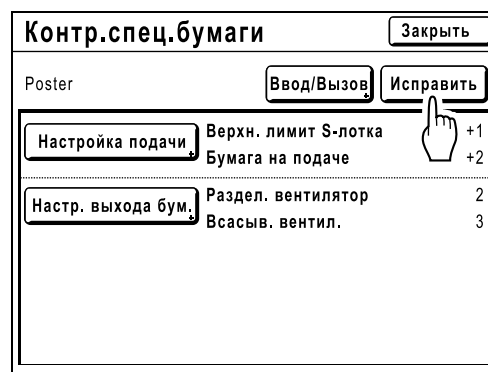 Контр.спец.бумаги Закрыть
Poster Ввод/Вызов Исправить
Настройка подачи Верхн. лимит S-лотка +1
Бумага на подаче +2
Настр. выхода бум. Раздел. вентилятор 2
Всасыв. вентил. 3